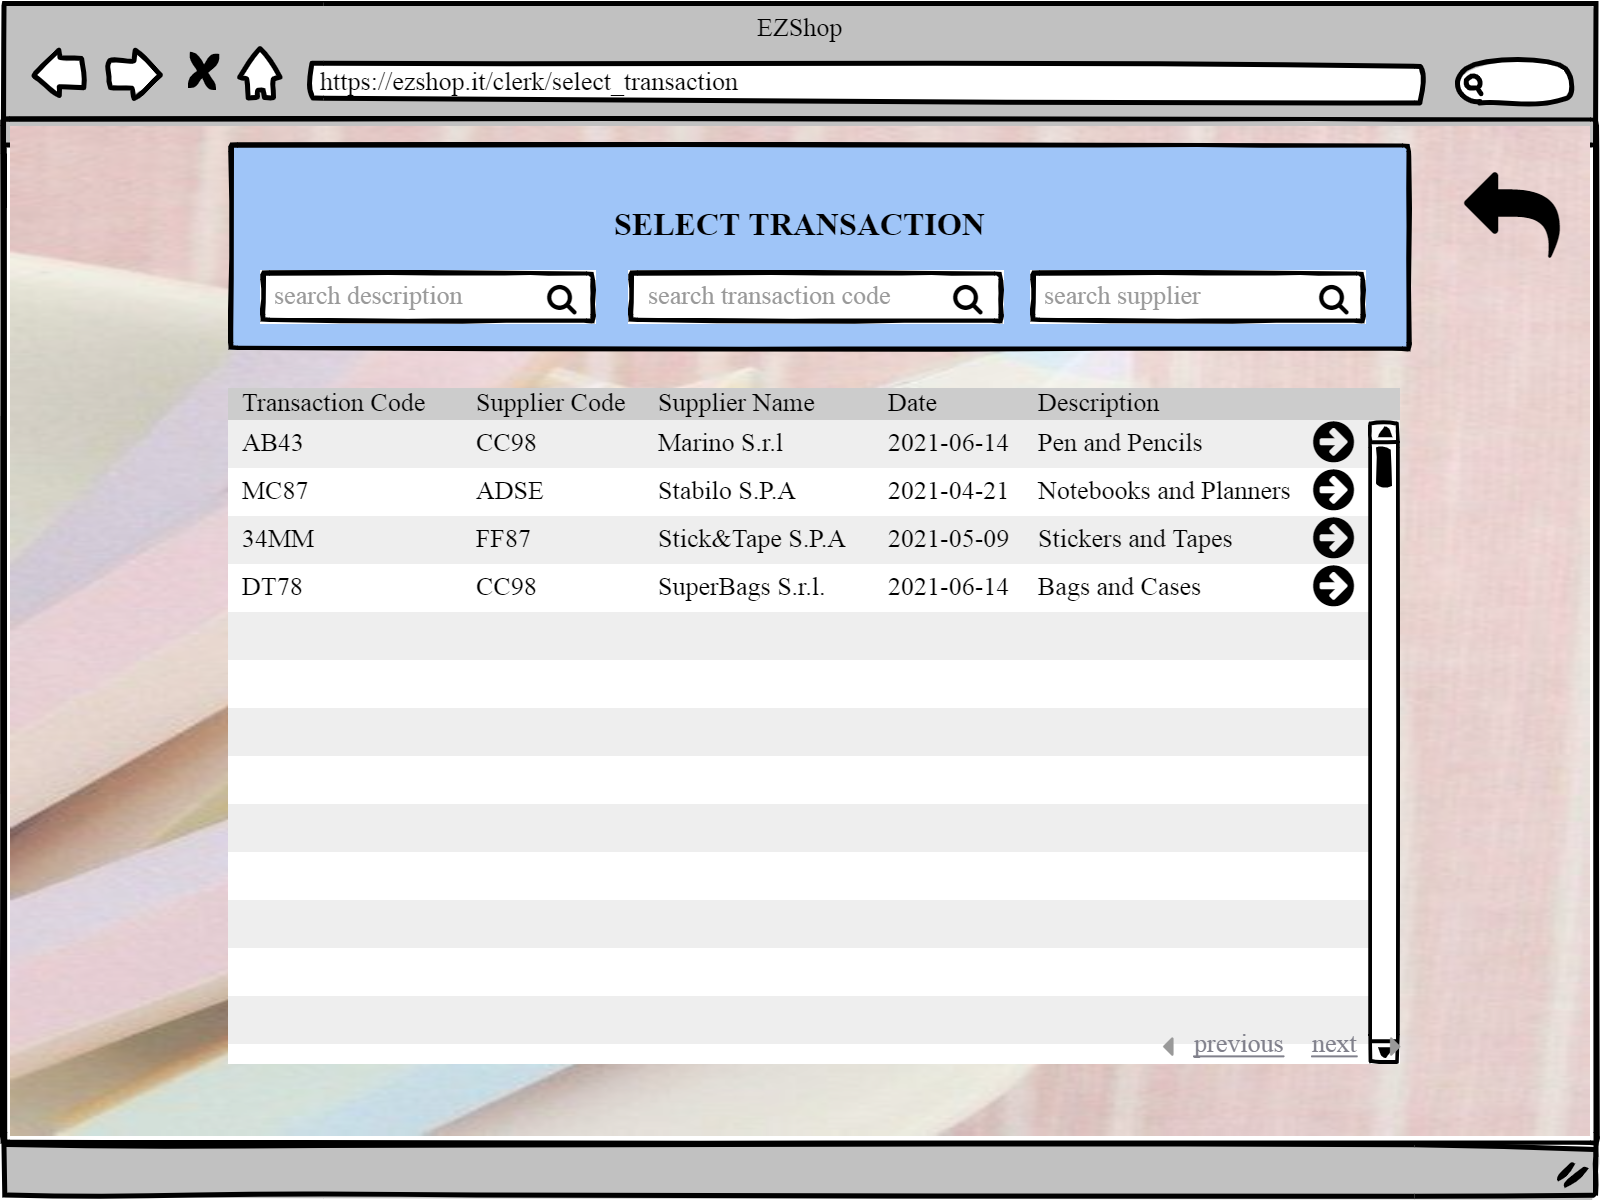 EZShop
https://ezshop.it/clerk/select_transaction
SELECT TRANSACTION
search description search transaction code search supplier
Transaction Code Supplier Code Supplier Name Date Description
AB43 CC98 Marino S.r.l 2021-06-14 Pen and Pencils
MC87 ADSE Stabilo S.P.A 2021-04-21 Notebooks and Planners
34MM FF87 Stick&Tape S.P.A 2021-05-09 Stickers and Tapes
DT78 CC98 SuperBags S.r.l. 2021-06-14 Bags and Cases
previous next